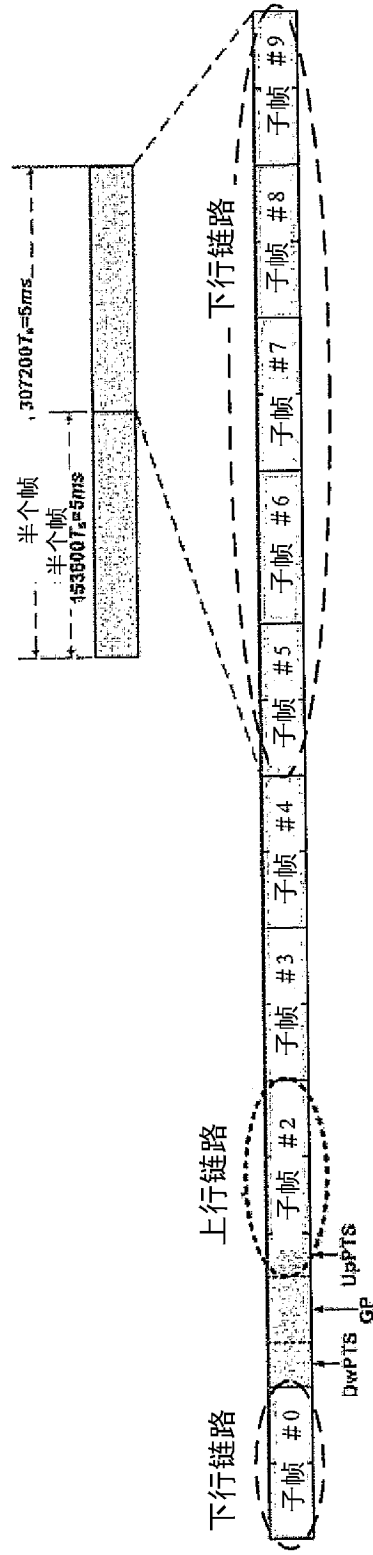 半个帧
307200Tₛ=5ms
半个帧
153600Tₛ=5ms
下行链路
上行链路
下行链路
子帧 #0
子帧 #2
子帧 #3
子帧 #4
子帧 #5
子帧 #6
子帧 #7
子帧 #8
子帧 #9
DwPTS
GP
UpPTS